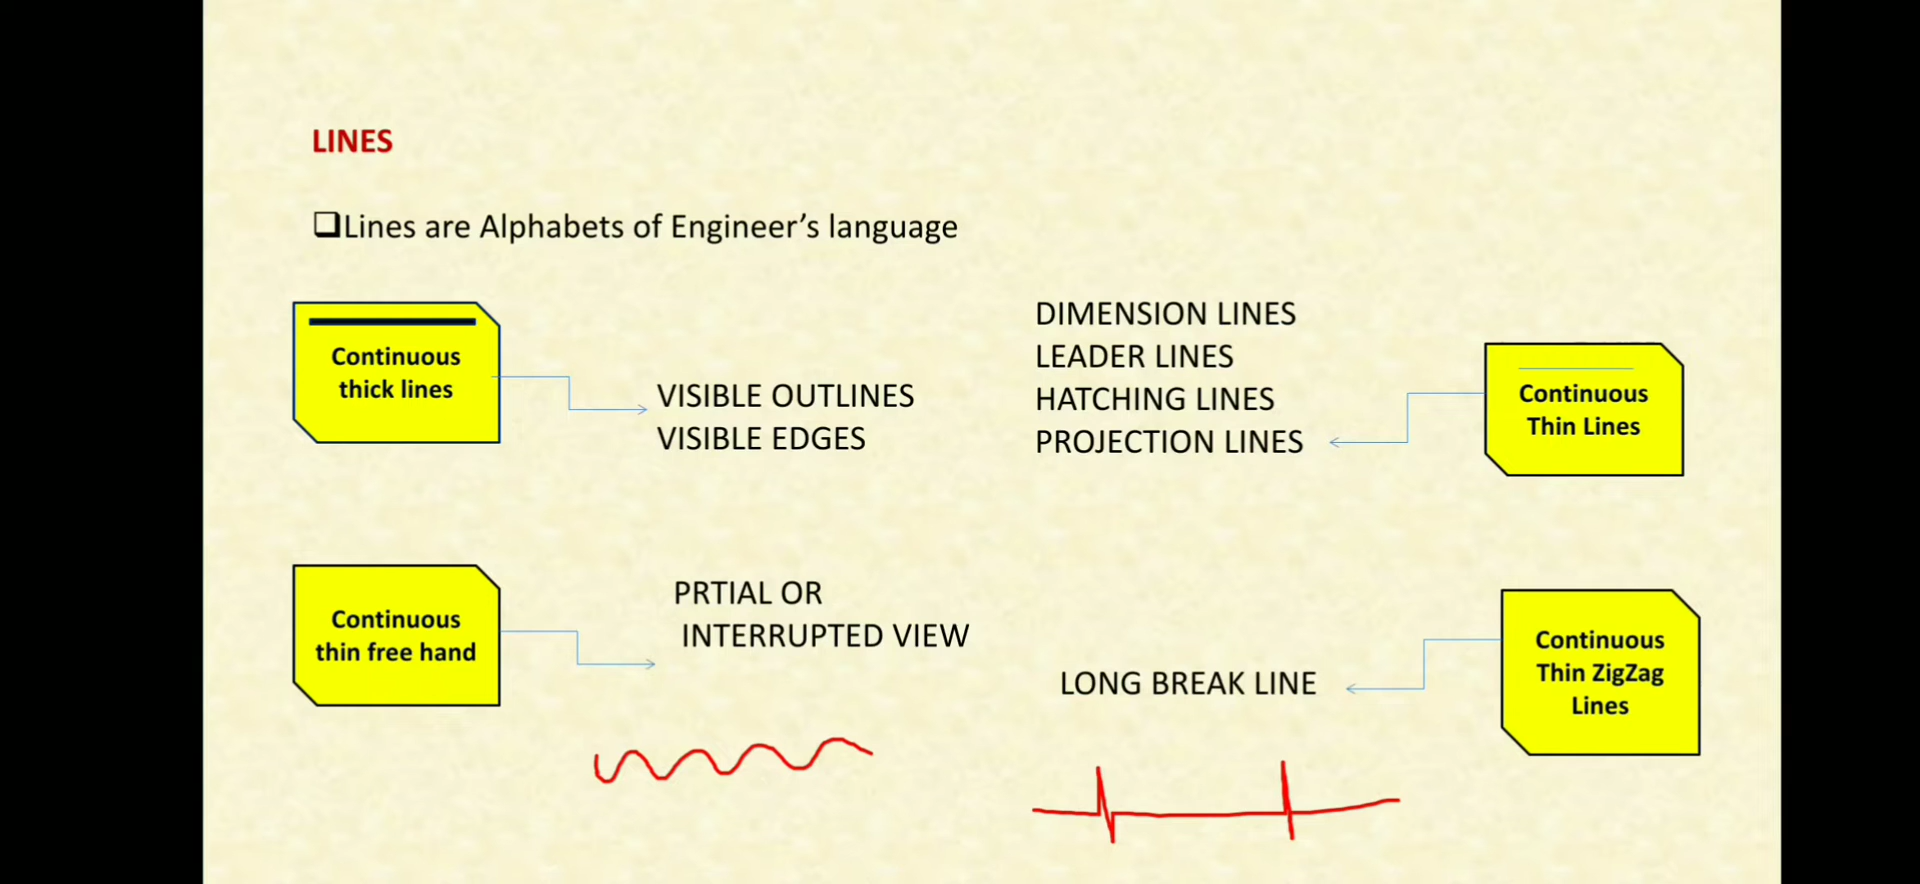 LINES
❑Lines are Alphabets of Engineer’s language
Continuous
thick lines
VISIBLE OUTLINES
VISIBLE EDGES
DIMENSION LINES
LEADER LINES
HATCHING LINES
PROJECTION LINES
Continuous
Thin Lines
Continuous
thin free hand
PRTIAL OR
INTERRUPTED VIEW
LONG BREAK LINE
Continuous
Thin ZigZag
Lines